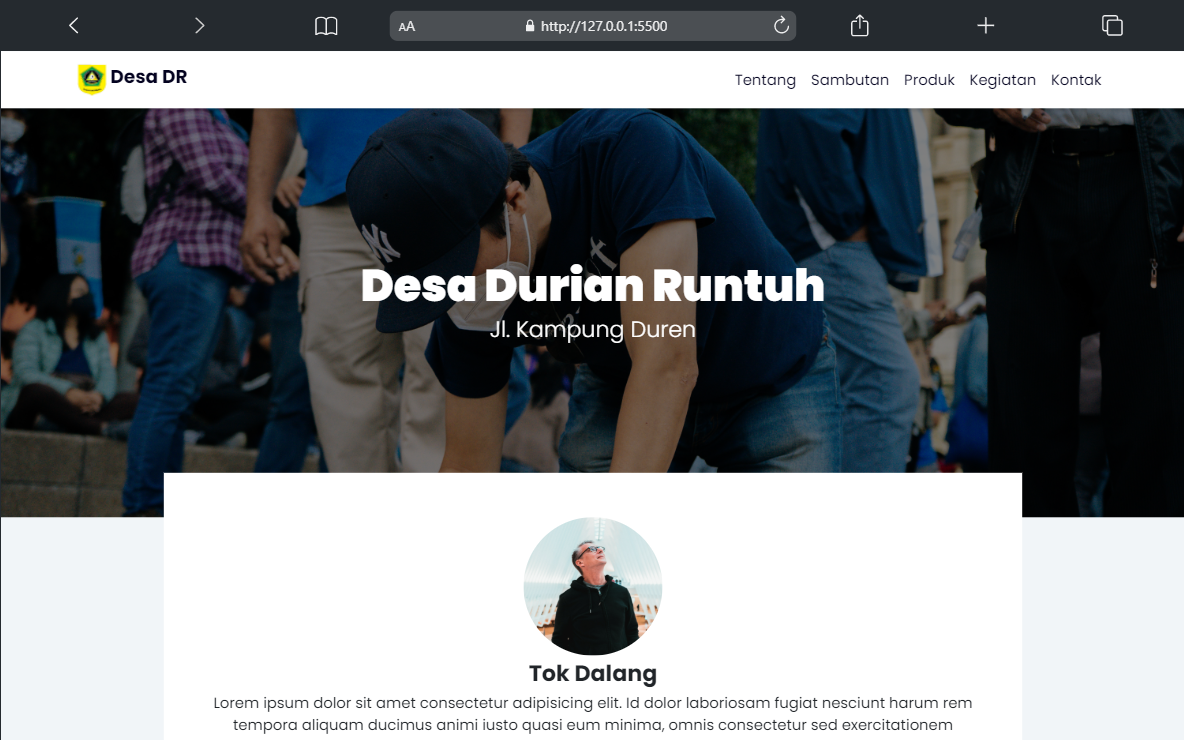 AA
http://127.0.0.1:5500
Desa DR
Tentang Sambutan Produk Kegiatan Kontak
NY
Desa Durian Runtuh
Jl. Kampung Duren
Tok Dalang
Lorem ipsum dolor sit amet consectetur adipisicing elit. Id dolor laboriosam fugiat nesciunt harum rem
tempora aliquam ducimus animi iusto quasi eum minima, omnis consectetur sed exercitationem